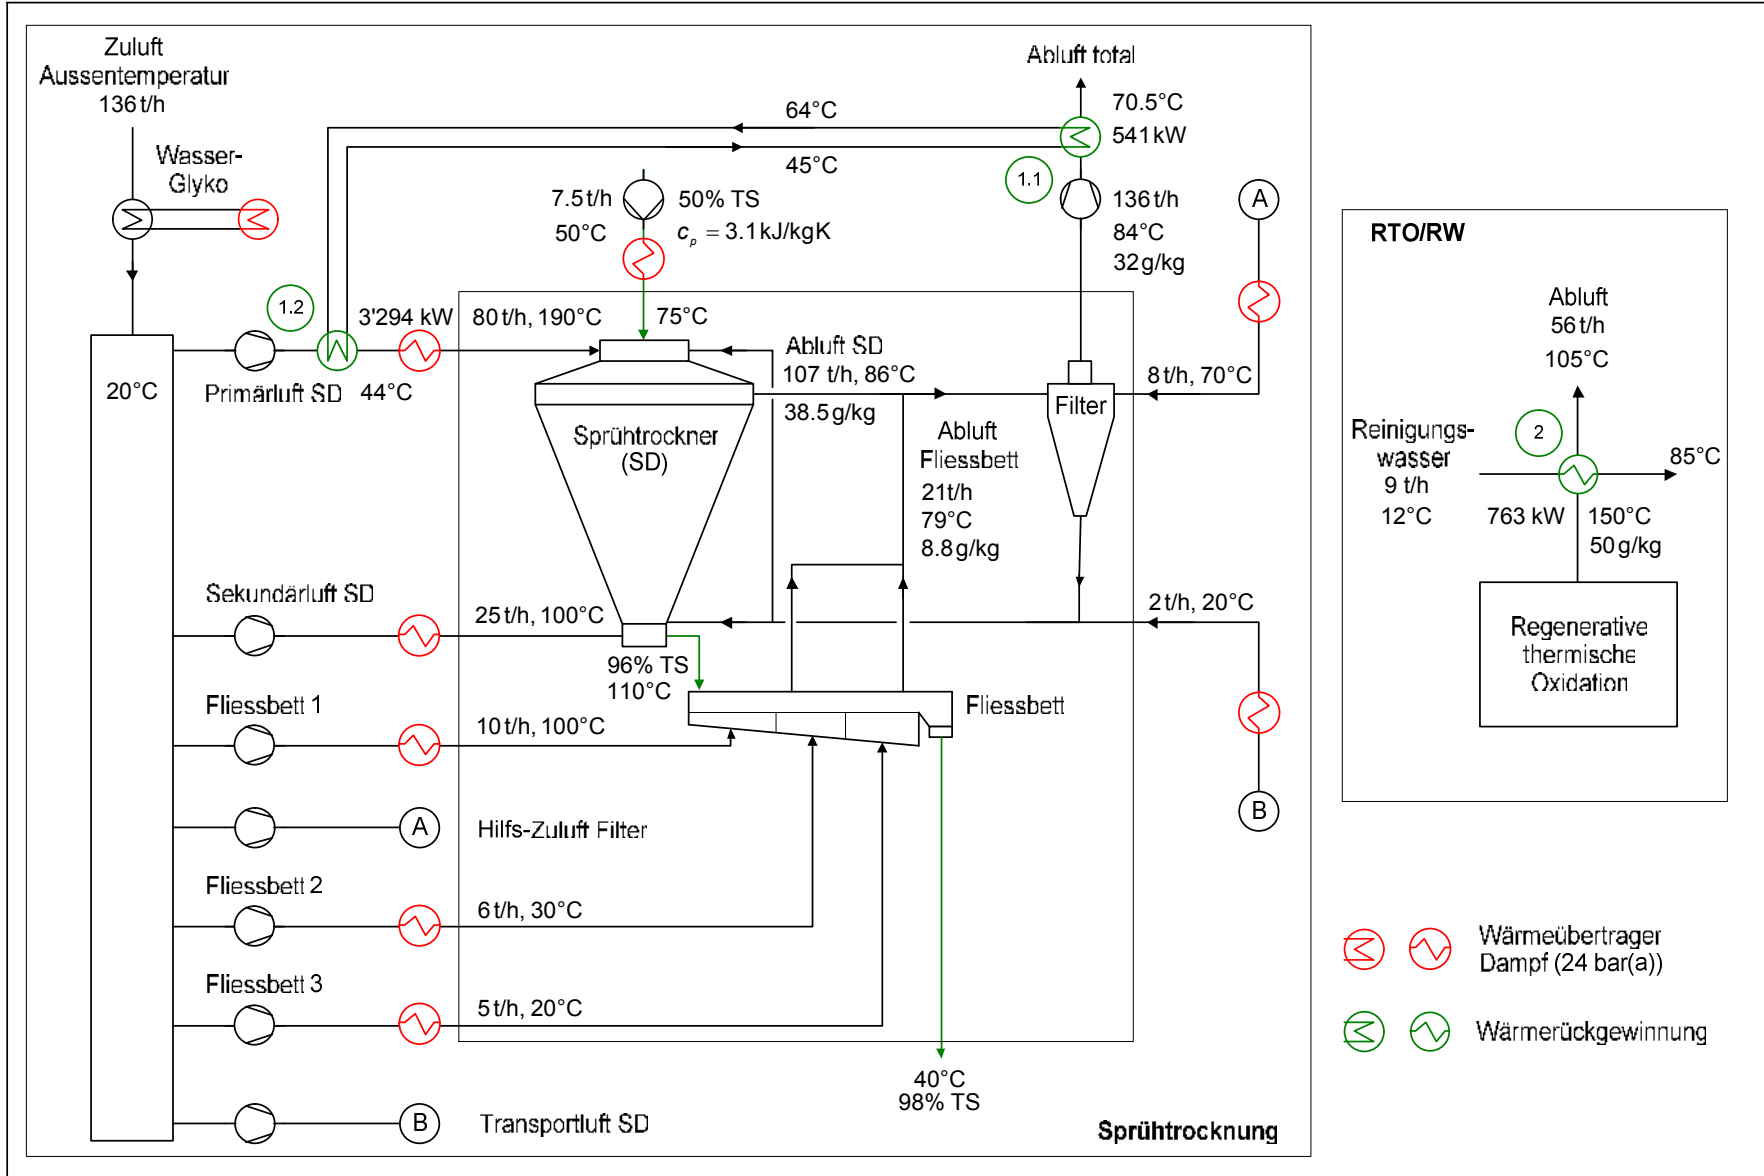 Zuluft
Aussentemperatur
136 t/h
Wasser-
Glyko
Abluft total
70.5°C
541 kW
64°C
45°C
1.1
7.5 t/h
50% TS
50°C
c_p = 3.1 kJ/kgK
136 t/h
84°C
32 g/kg
A
1.2
3'294 kW
80 t/h, 190°C
75°C
20°C
Primärluft SD
44°C
Abluft SD
107 t/h, 86°C
38.5 g/kg
Sprühtrockner
(SD)
Filter
8 t/h, 70°C
Abluft
Fliessbett
21 t/h
79°C
8.8 g/kg
Sekundärluft SD
25 t/h, 100°C
2 t/h, 20°C
96% TS
110°C
Fliessbett
Fliessbett 1
10 t/h, 100°C
B
A
Hilfs-Zuluft Filter
Fliessbett 2
6 t/h, 30°C
Fliessbett 3
5 t/h, 20°C
40°C
98% TS
B
Transportluft SD
Sprühtrocknung
RTO/RW
Abluft
56 t/h
105°C
Reinigungs-
wasser
9 t/h
12°C
2
85°C
763 kW
150°C
50 g/kg
Regenerative
thermische
Oxidation
Wärmeübertrager
Dampf (24 bar(a))
Wärmerückgewinnung